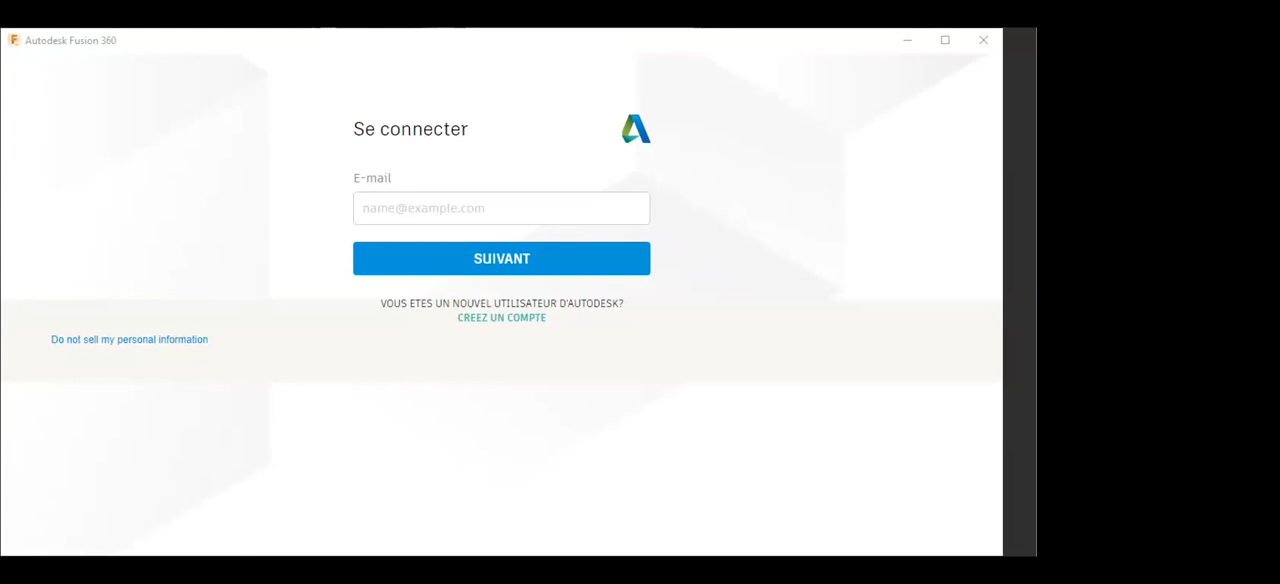 Autodesk Fusion 360
Se connecter
E-mail
name@example.com
SUIVANT
VOUS ETES UN NOUVEL UTILISATEUR D'AUTODESK?
CREEZ UN COMPTE
Do not sell my personal information